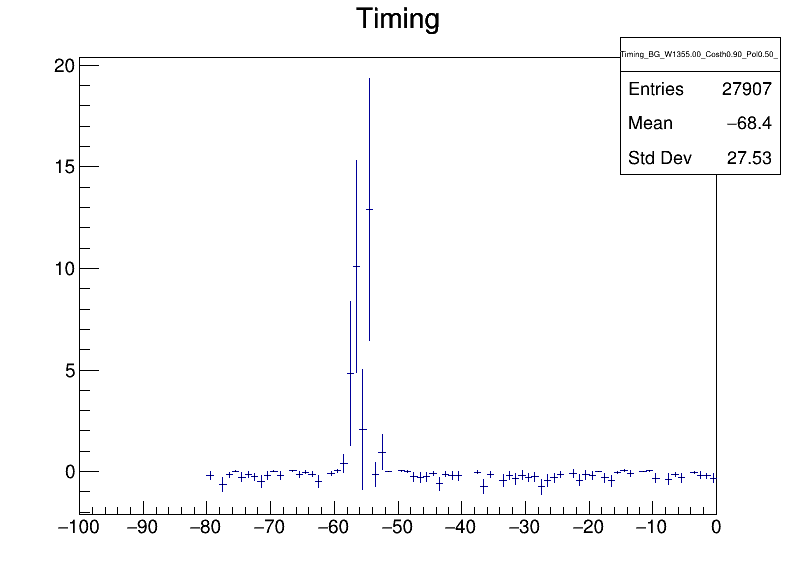 Timing
Timing_BG_W1355.00_Costh0.90_Pol0.50_
Entries 27907
Mean −68.4
Std Dev 27.53
20
15
10
5
0
−100 −90 −80 −70 −60 −50 −40 −30 −20 −10 0